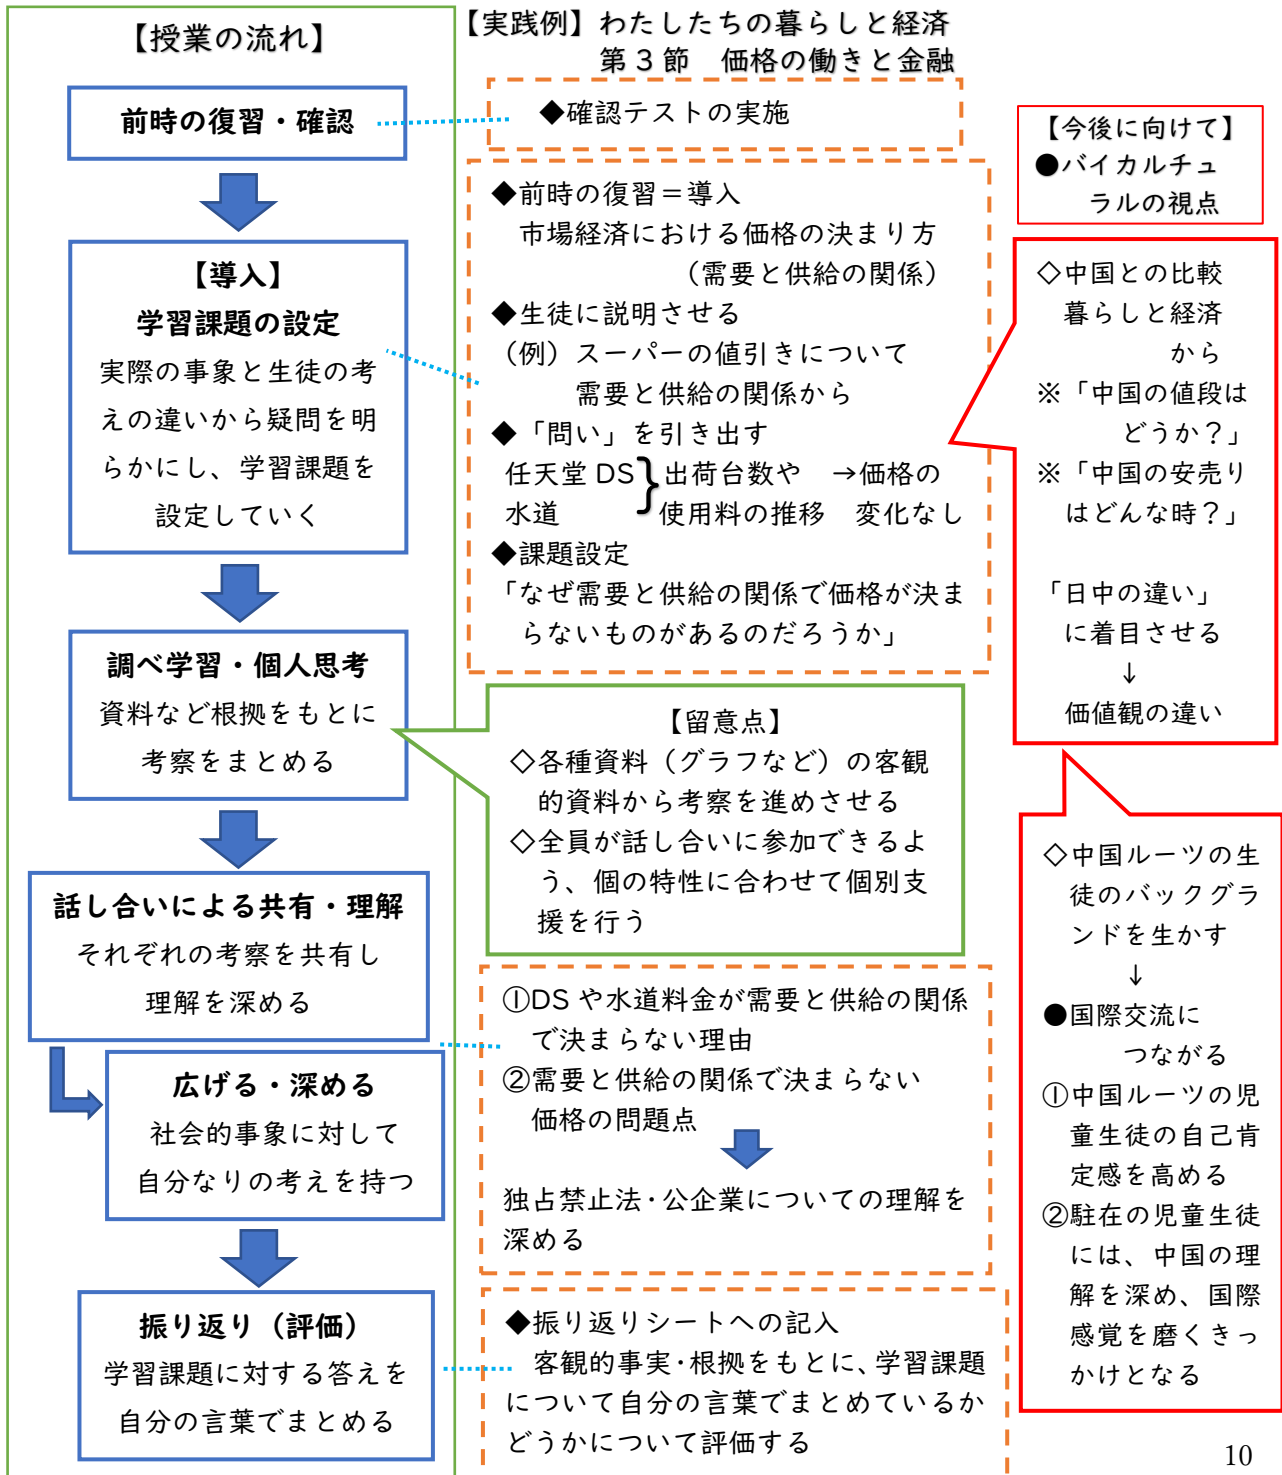 【授業の流れ】
前時の復習・確認
【導入】
学習課題の設定
実際の事象と生徒の考
えの違いから疑問を明
らかにし、学習課題を
設定していく
調べ学習・個人思考
資料など根拠をもとに
考察をまとめる
話し合いによる共有・理解
それぞれの考察を共有し
理解を深める
広げる・深める
社会的事象に対して
自分なりの考えを持つ
振り返り（評価）
学習課題に対する答えを
自分の言葉でまとめる
【実践例】わたしたちの暮らしと経済
第３節　価格の働きと金融
◆確認テストの実施
◆前時の復習＝導入
市場経済における価格の決まり方
（需要と供給の関係）
◆生徒に説明させる
（例）スーパーの値引きについて
需要と供給の関係から
◆「問い」を引き出す
任天堂 DS｝出荷台数や　→価格の
水道　使用料の推移　変化なし
◆課題設定
「なぜ需要と供給の関係で価格が決ま
らないものがあるのだろうか」
【留意点】
◇各種資料（グラフなど）の客観
的資料から考察を進めさせる
◇全員が話し合いに参加できるよ
う、個の特性に合わせて個別支
援を行う
①DS や水道料金が需要と供給の関係
で決まらない理由
②需要と供給の関係で決まらない
価格の問題点
独占禁止法・公企業についての理解を
深める
◆振り返りシートへの記入
客観的事実・根拠をもとに、学習課題
について自分の言葉でまとめているか
どうかについて評価する
【今後に向けて】
●バイカルチュ
ラルの視点
◇中国との比較
暮らしと経済
から
※「中国の値段は
どうか？」
※「中国の安売り
はどんな時？」
「日中の違い」
に着目させる
↓
価値観の違い
◇中国ルーツの生
徒のバックグラ
ンドを生かす
↓
●国際交流に
つながる
①中国ルーツの児
童生徒の自己肯
定感を高める
②駐在の児童生徒
には、中国の理
解を深め、国際
感覚を磨くきっ
かけとなる
10